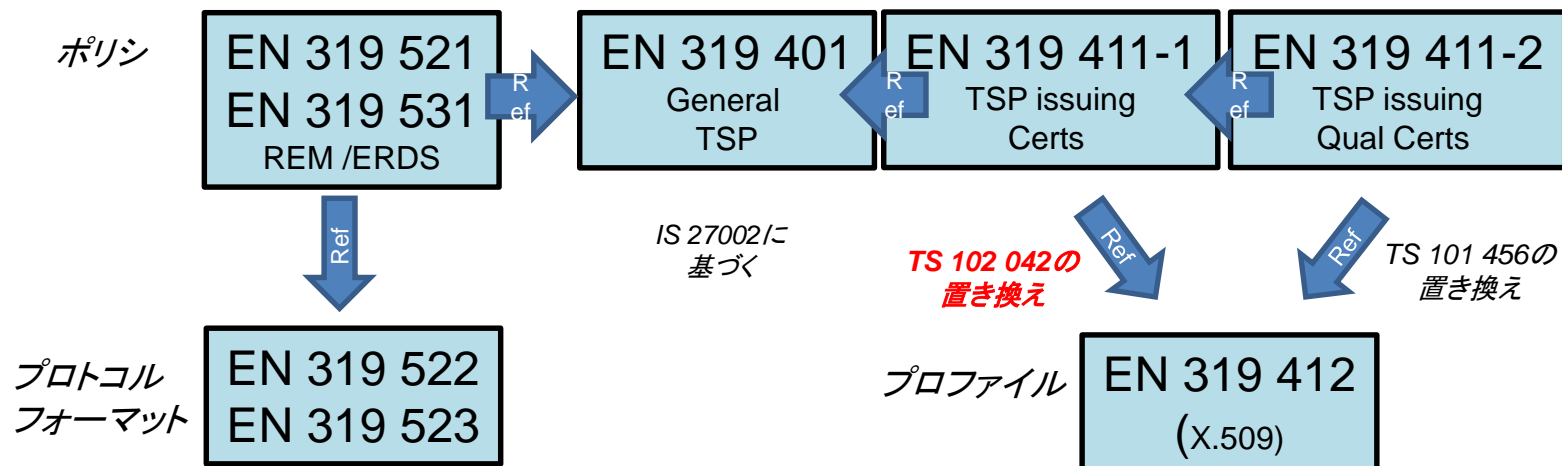 ポリシ
EN 319 521
EN 319 531
REM /ERDS
R
ef
EN 319 401
General
TSP
R
ef
EN 319 411-1
TSP issuing
Certs
R
ef
EN 319 411-2
TSP issuing
Qual Certs
Ref
IS 27002に
基づく
TS 102 042の
置き換え
Ref
Ref
TS 101 456の
置き換え
プロトコル
フォーマット
EN 319 522
EN 319 523
プロファイル
EN 319 412
(X.509)